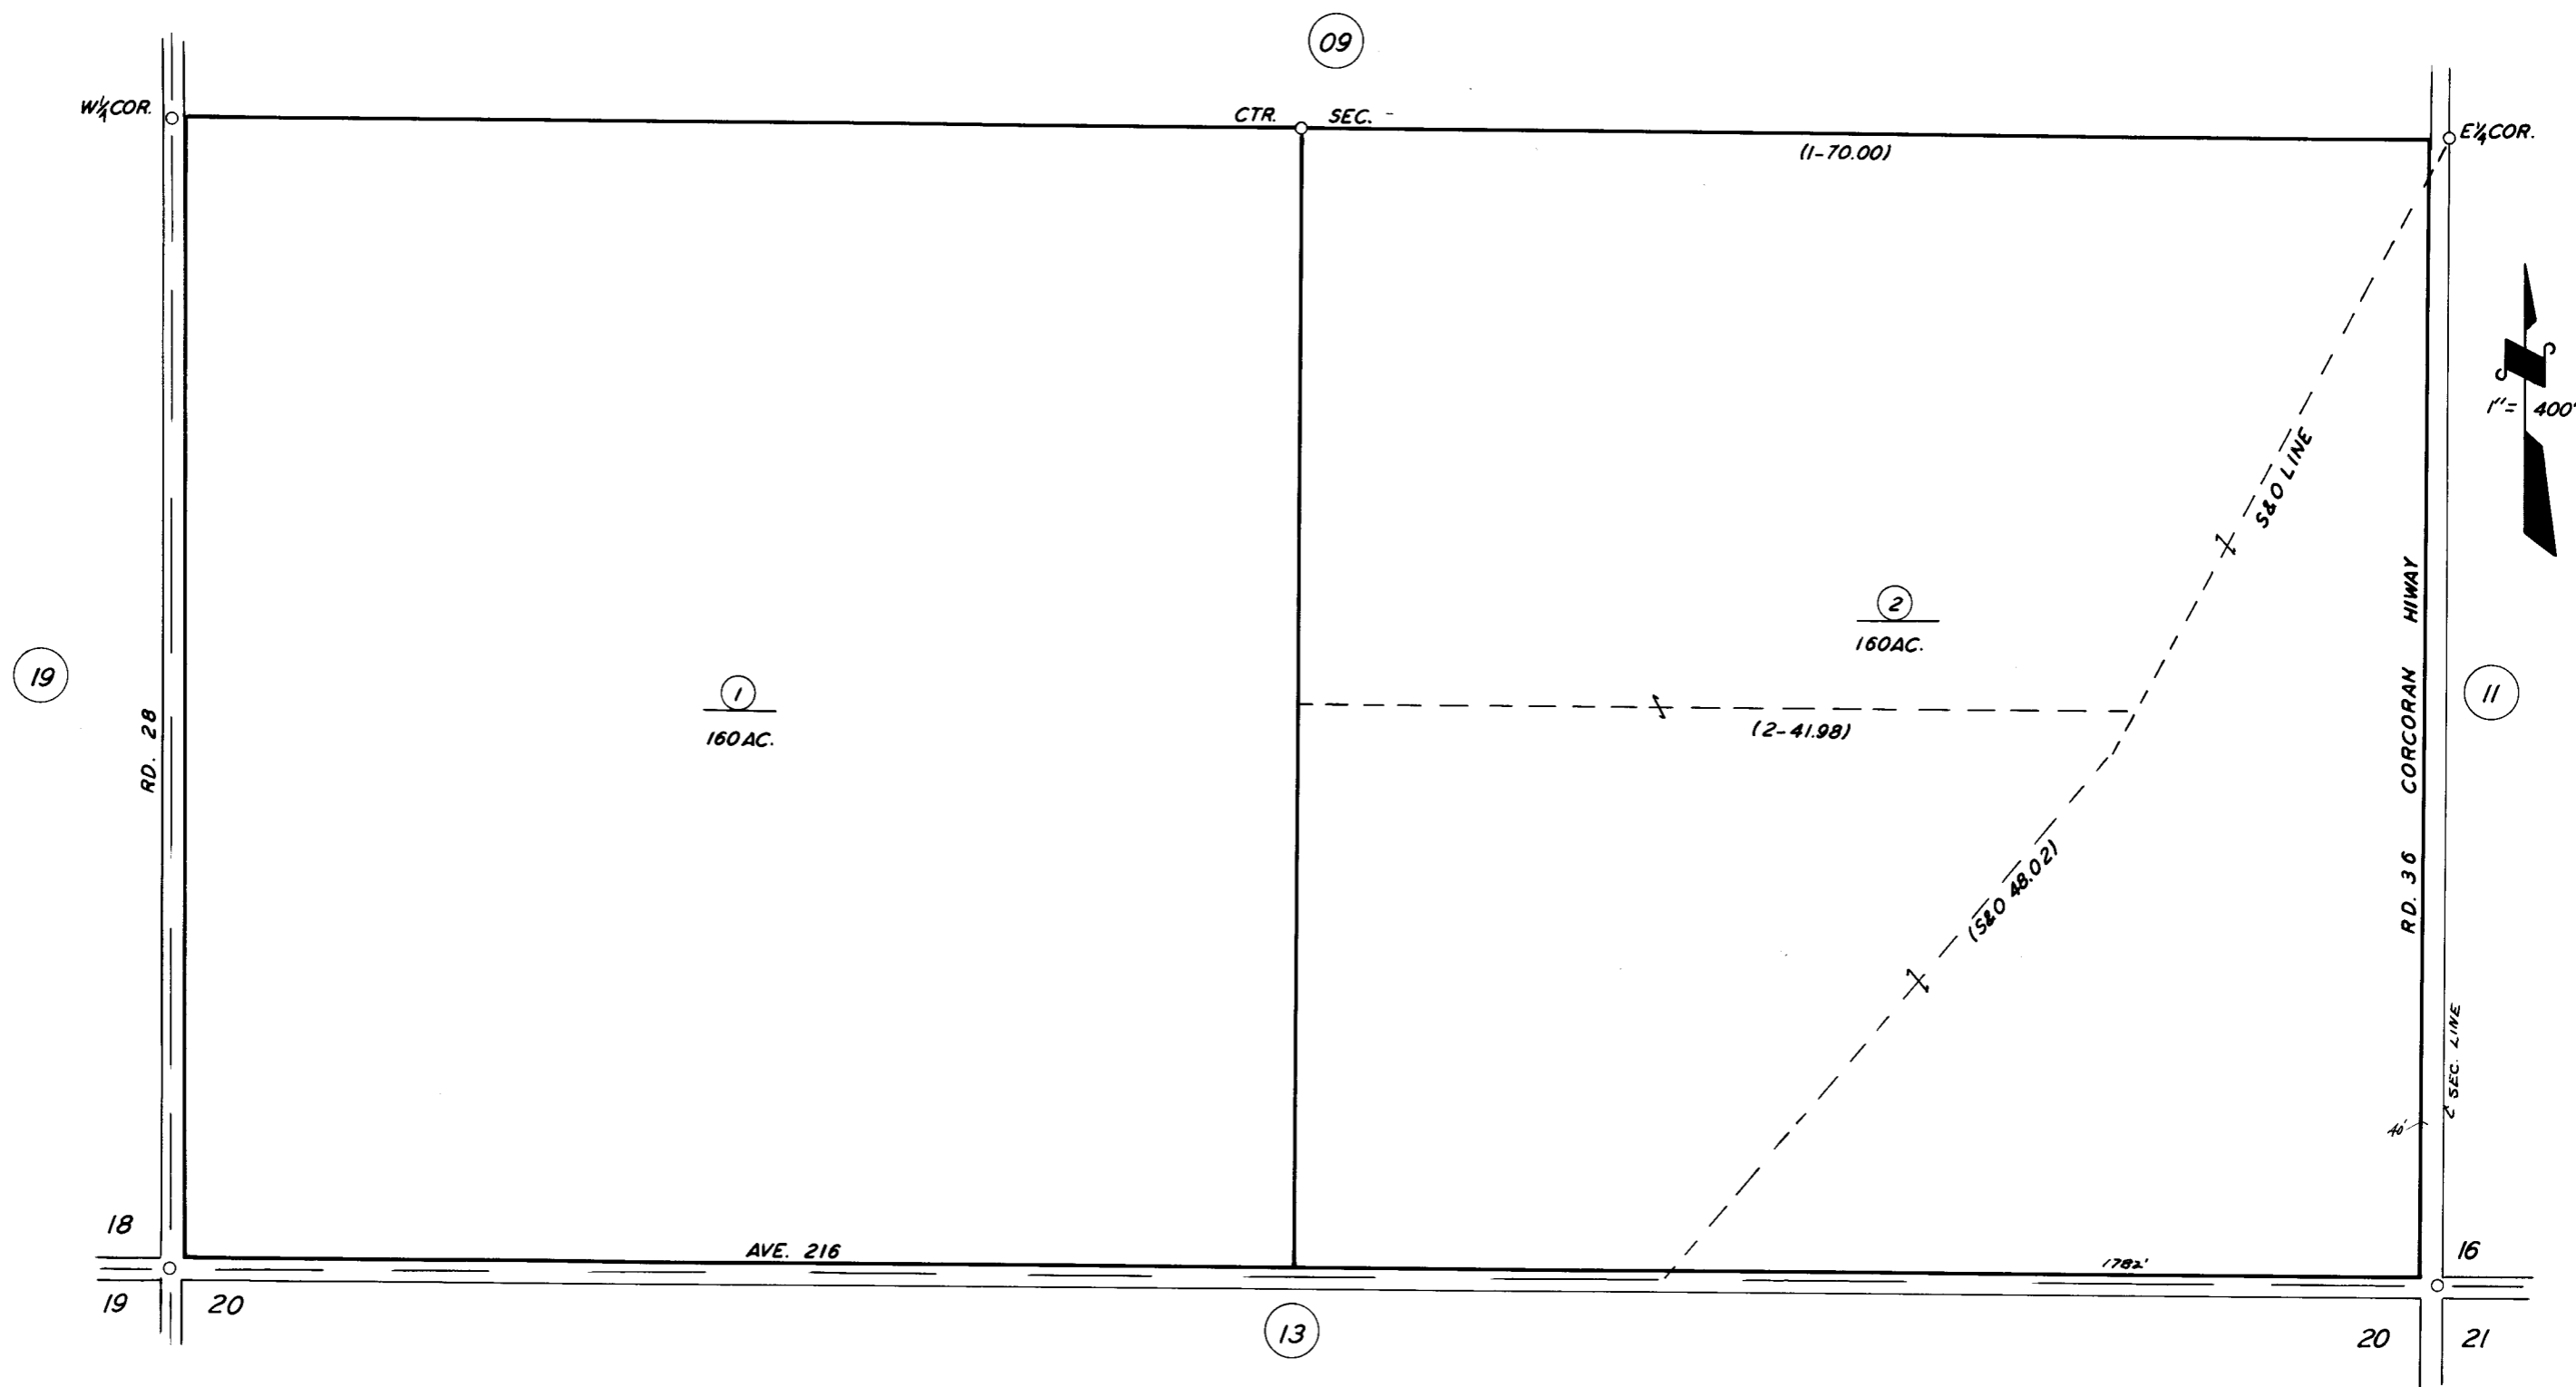 09
W¼COR.
CTR. SEC.
E¼COR.
(1-70.00)
1"= 400'
S&O LINE
2
160AC.
1
160AC.
19
RD. 28
(2-41.98)
RD. 36 CORCORAN HIWAY
11
(S&O 48.02)
SEC. LINE
40'
18
AVE. 216
1782'
16
19
20
13
20
21